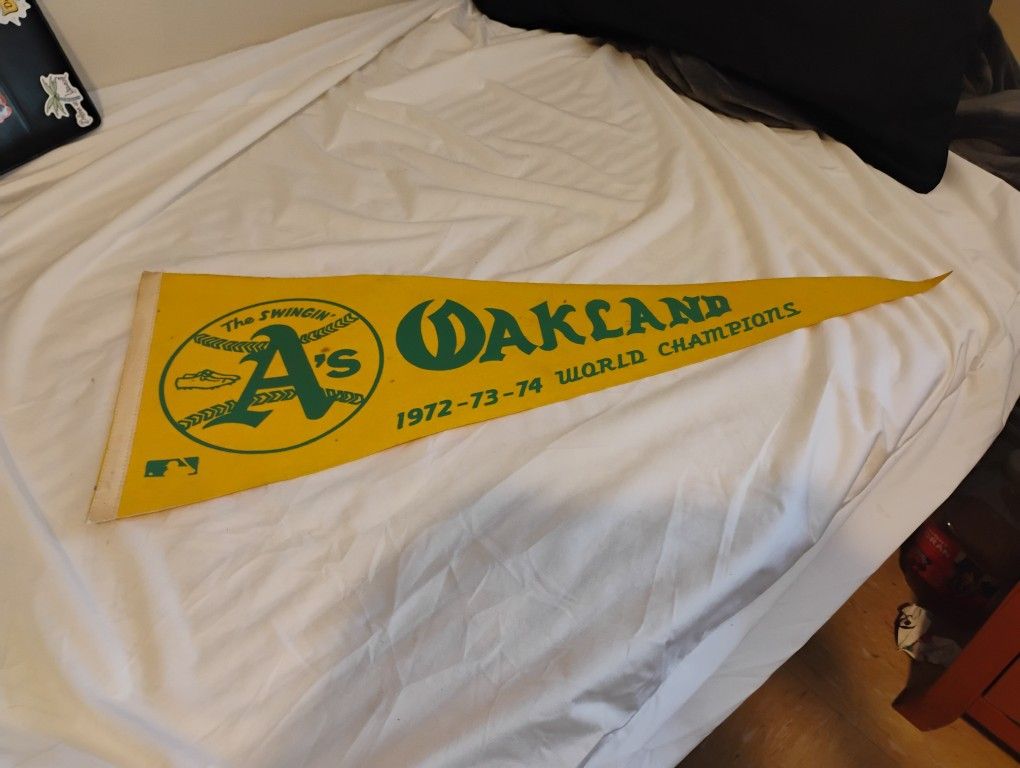 The SWINGIN'
A's
OAKLAND
1972-73-74 WORLD CHAMPIONS